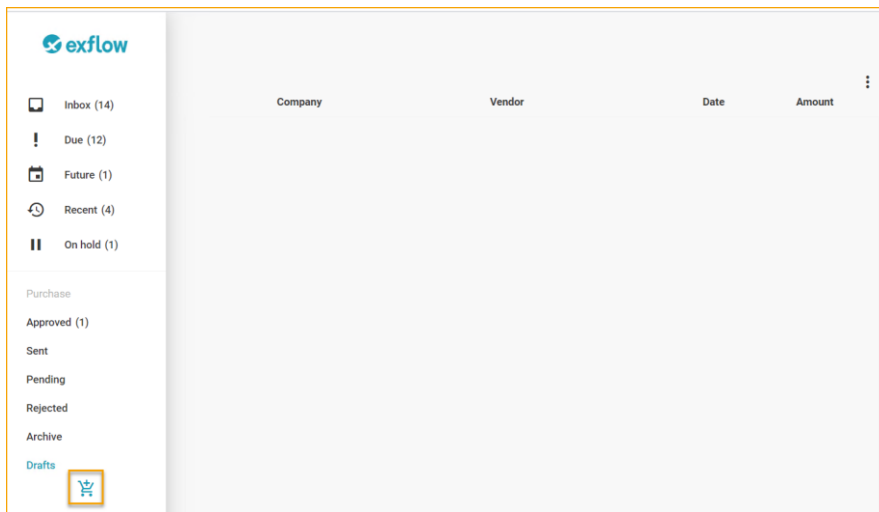 exflow
Company Vendor Date Amount
Inbox (14)
Due (12)
Future (1)
Recent (4)
On hold (1)
Purchase
Approved (1)
Sent
Pending
Rejected
Archive
Drafts